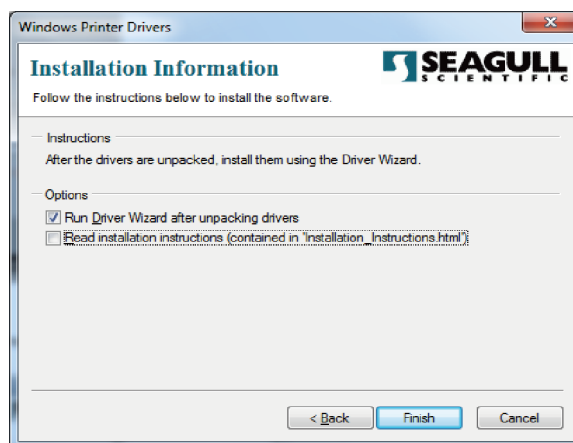 Windows Printer Drivers
Installation Information
SEAGULL
SCIENTIFIC
Follow the instructions below to install the software.
Instructions
After the drivers are unpacked, install them using the Driver Wizard.
Options
Run Driver Wizard after unpacking drivers
Read installation instructions (contained in 'Installation_Instructions.html')
< Back
Finish
Cancel